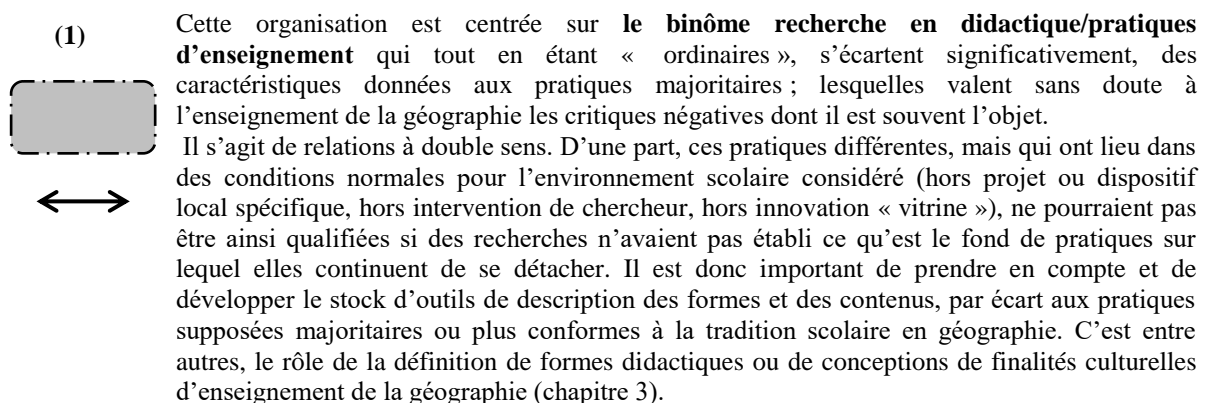 (1)
Cette organisation est centrée sur le binôme recherche en didactique/pratiques
d’enseignement qui tout en étant « ordinaires », s’écartent significativement, des
caractéristiques données aux pratiques majoritaires ; lesquelles valent sans doute à
l’enseignement de la géographie les critiques négatives dont il est souvent l’objet.
Il s’agit de relations à double sens. D’une part, ces pratiques différentes, mais qui ont lieu dans
des conditions normales pour l’environnement scolaire considéré (hors projet ou dispositif
local spécifique, hors intervention de chercheur, hors innovation « vitrine »), ne pourraient pas
être ainsi qualifiées si des recherches n’avaient pas établi ce qu’est le fond de pratiques sur
lequel elles continuent de se détacher. Il est donc important de prendre en compte et de
développer le stock d’outils de description des formes et des contenus, par écart aux pratiques
supposées majoritaires ou plus conformes à la tradition scolaire en géographie. C’est entre
autres, le rôle de la définition de formes didactiques ou de conceptions de finalités culturelles
d’enseignement de la géographie (chapitre 3).